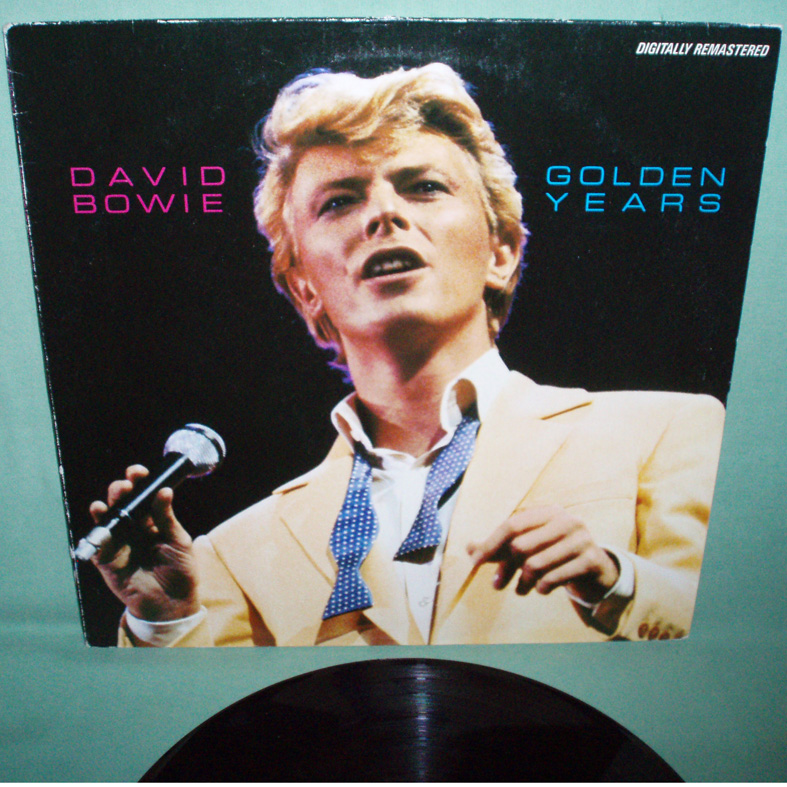 DIGITALLY REMASTERED
DAVID
BOWIE
GOLDEN
YEARS